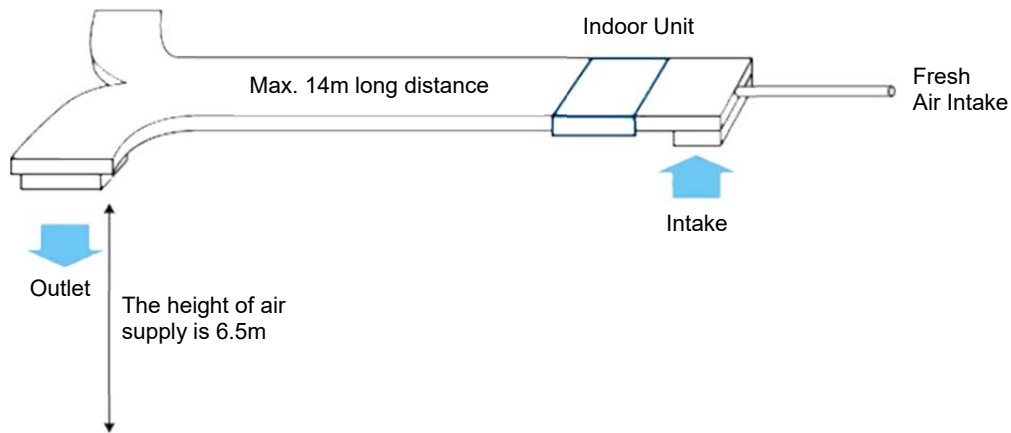 Indoor Unit
Max. 14m long distance
Fresh
Air Intake
Intake
Outlet
The height of air
supply is 6.5m